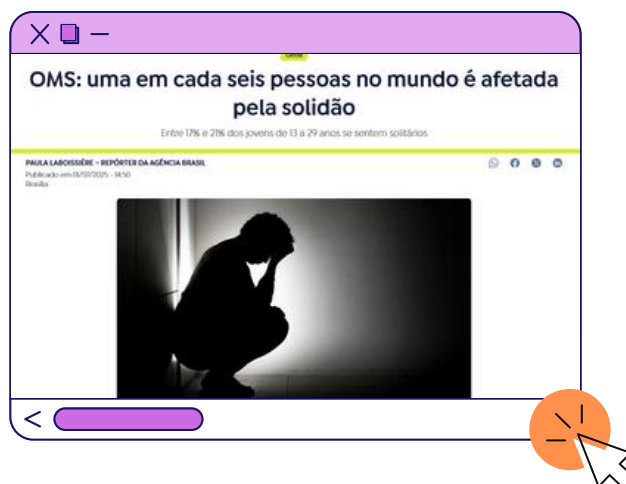 OMS: uma em cada seis pessoas no mundo é afetada
pela solidão
Entre 17% e 21% dos jovens de 13 a 29 anos se sentem solitários
PAULA LABOISSIÈRE – REPÓRTER DA AGÊNCIA BRASIL
Publicado em 01/07/2025 - 14:50
Brasília